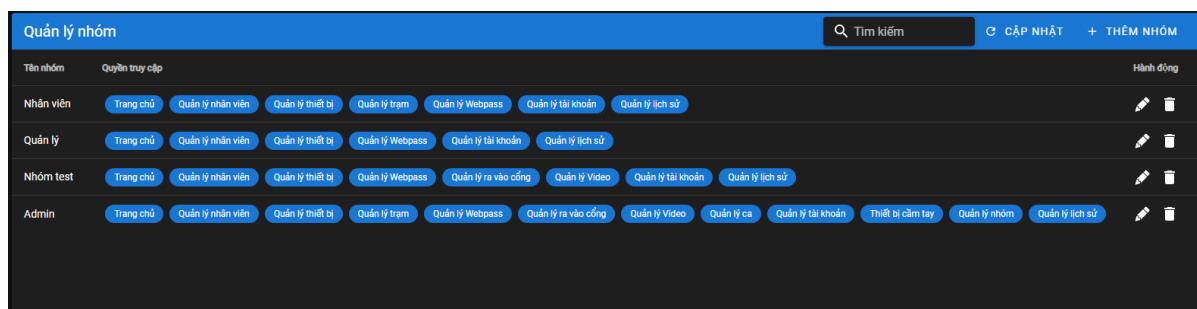 Quản lý nhóm Tìm kiếm CẬP NHẬT + THÊM NHÓM
Tên nhóm Quyền truy cập Hành động
Nhân viên Trang chủ Quản lý nhân viên Quản lý thiết bị Quản lý trạm Quản lý Webpass Quản lý tài khoản Quản lý lịch sử
Quản lý Trang chủ Quản lý nhân viên Quản lý thiết bị Quản lý Webpass Quản lý tài khoản Quản lý lịch sử
Nhóm test Trang chủ Quản lý nhân viên Quản lý thiết bị Quản lý Webpass Quản lý ra vào cổng Quản lý Video Quản lý tài khoản Quản lý lịch sử
Admin Trang chủ Quản lý nhân viên Quản lý thiết bị Quản lý trạm Quản lý Webpass Quản lý ra vào cổng Quản lý Video Quản lý ca Quản lý tài khoản Thiết bị cầm tay Quản lý nhóm Quản lý lịch sử